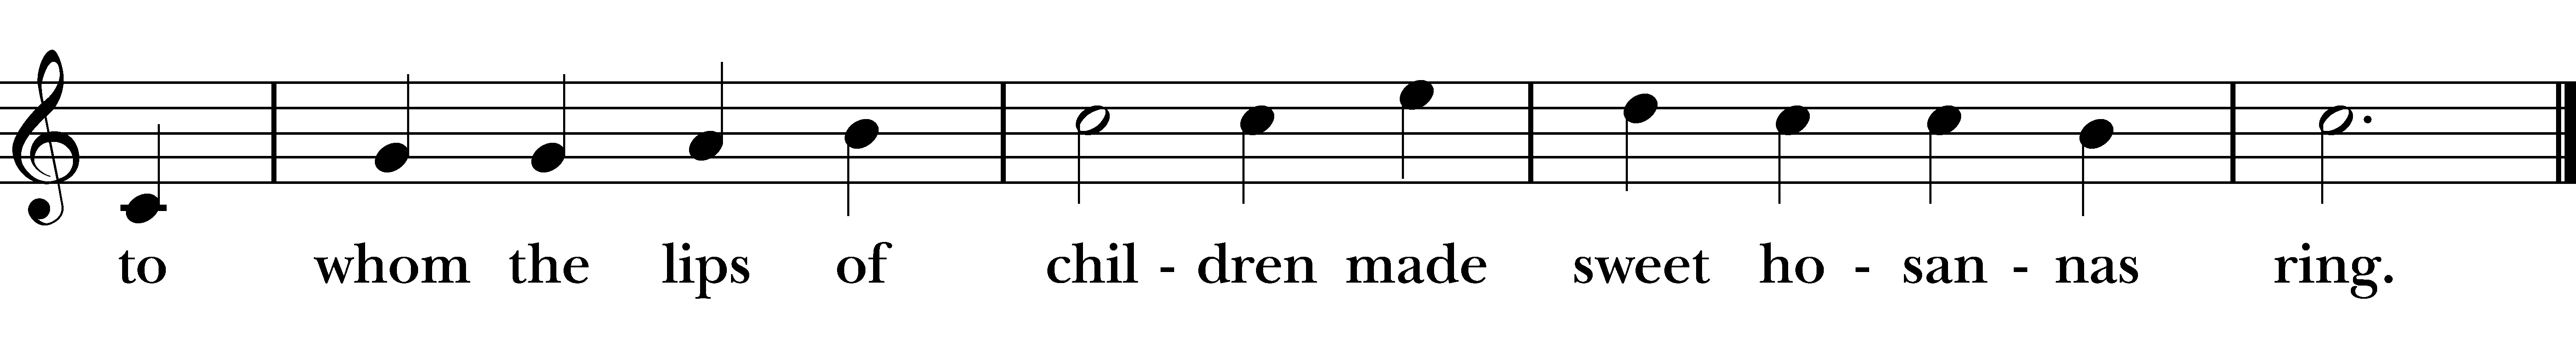 to whom the lips of chil - dren made sweet ho - san - nas ring.